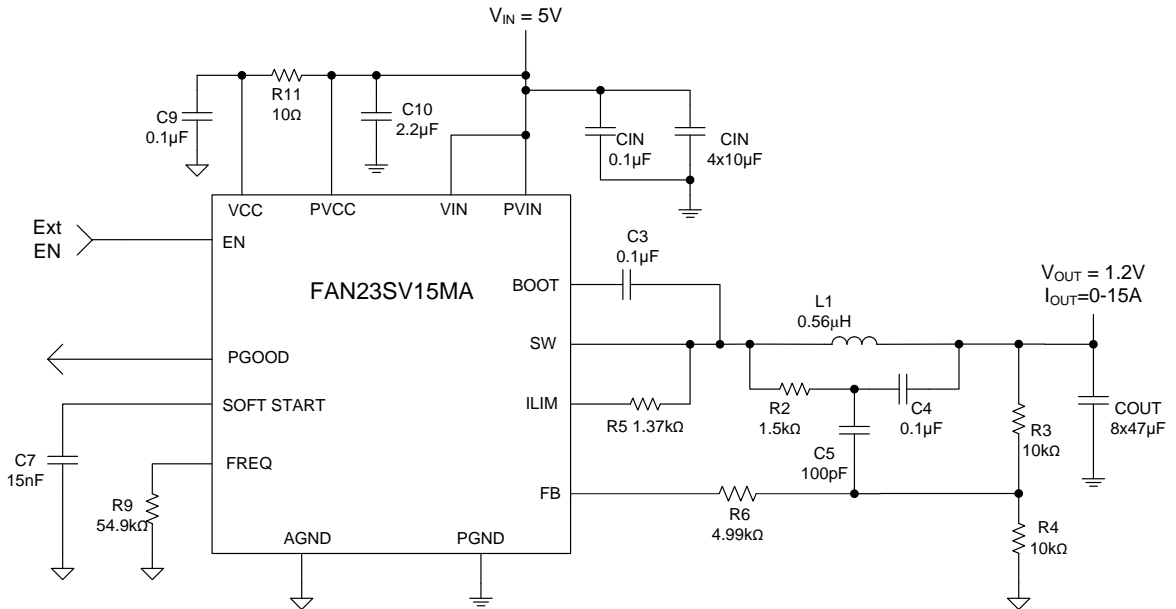 VIN = 5V
R11
10Ω
C9
0.1µF
C10
2.2µF
CIN
0.1µF
CIN
4x10µF
VCC
PVCC
VIN
PVIN
Ext
EN
EN
FAN23SV15MA
BOOT
C3
0.1µF
VOUT = 1.2V
IOUT=0-15A
L1
0.56µH
SW
PGOOD
SOFT START
ILIM
R5 1.37kΩ
R2
1.5kΩ
C4
0.1µF
COUT
8x47µF
R3
10kΩ
C5
100pF
C7
15nF
FREQ
R9
54.9kΩ
FB
R6
4.99kΩ
R4
10kΩ
AGND
PGND